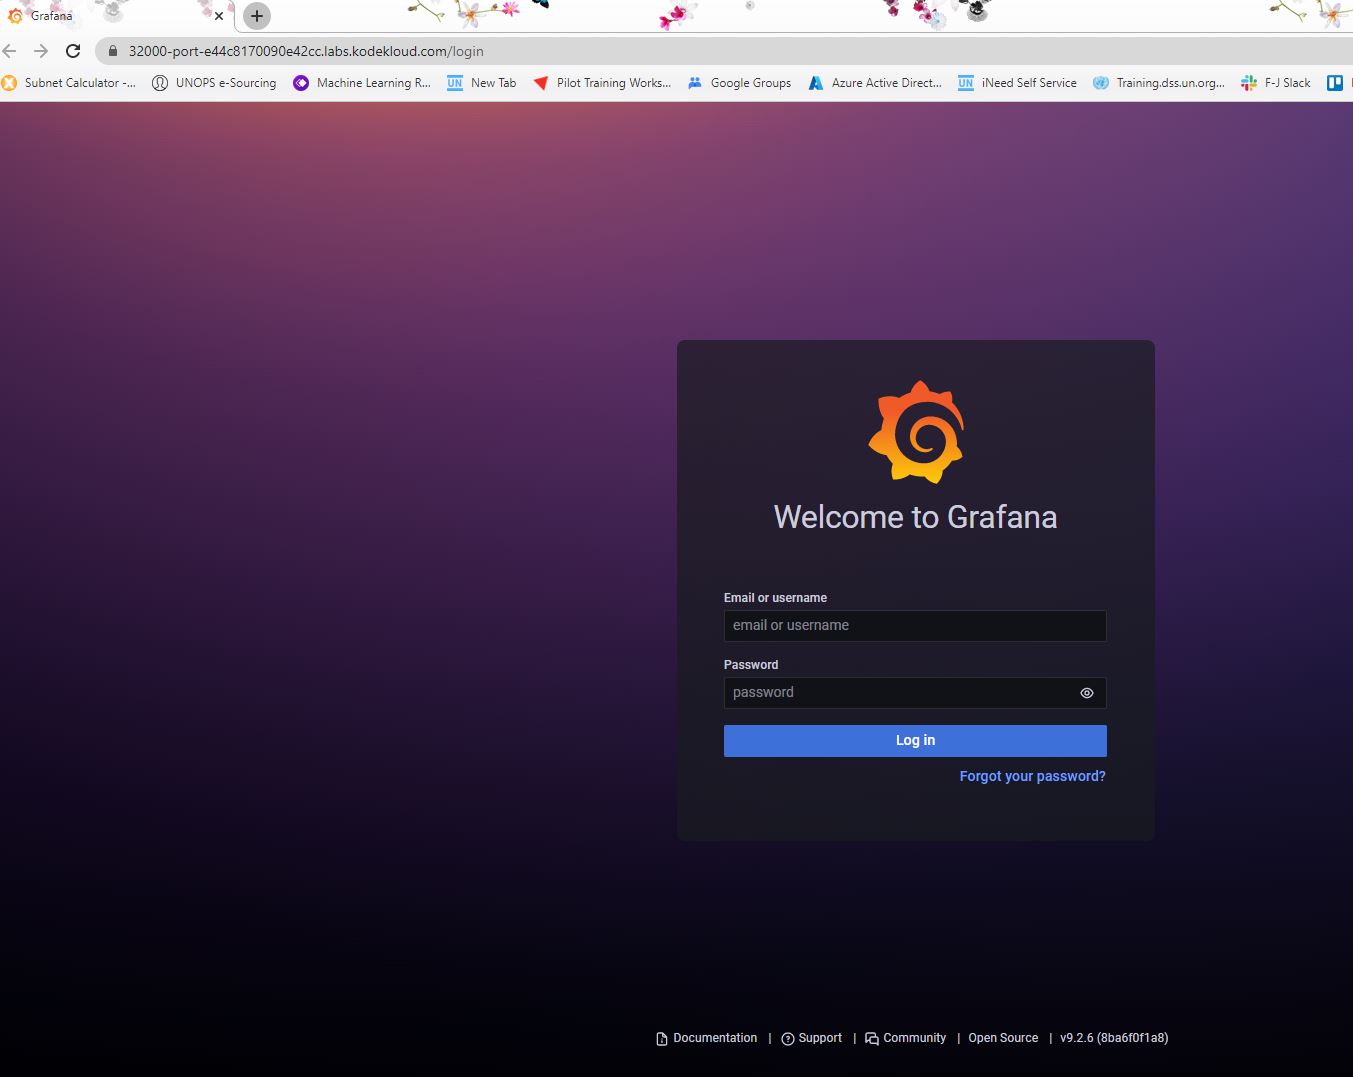 Grafana
32000-port-e44c8170090e42cc.labs.kodekloud.com/login
Subnet Calculator -... UNOPS e-Sourcing Machine Learning R... UN New Tab Pilot Training Works... Google Groups Azure Active Direct... UN iNeed Self Service Training.dss.un.org... F-J Slack
Welcome to Grafana
Email or username
email or username
Password
password
Log in
Forgot your password?
Documentation | Support | Community | Open Source | v9.2.6 (8ba6f0f1a8)